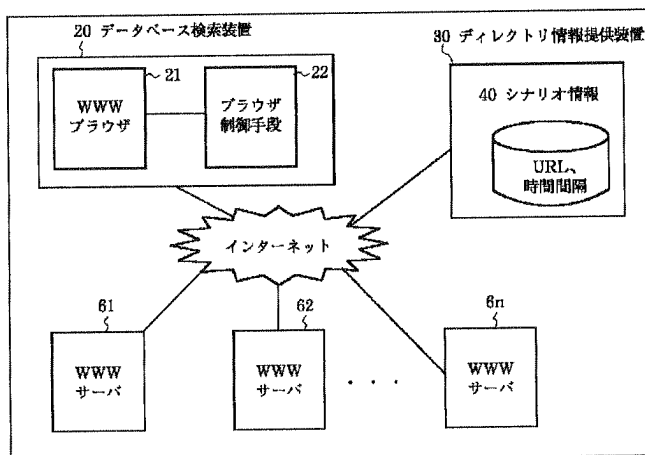 20 データベース検索装置
30 ディレクトリ情報提供装置
21
22
WWW
ブラウザ
ブラウザ
制御手段
40 シナリオ情報
URL、
時間間隔
インターネット
61
62
6n
WWW
サーバ
WWW
サーバ
・・・
WWW
サーバ